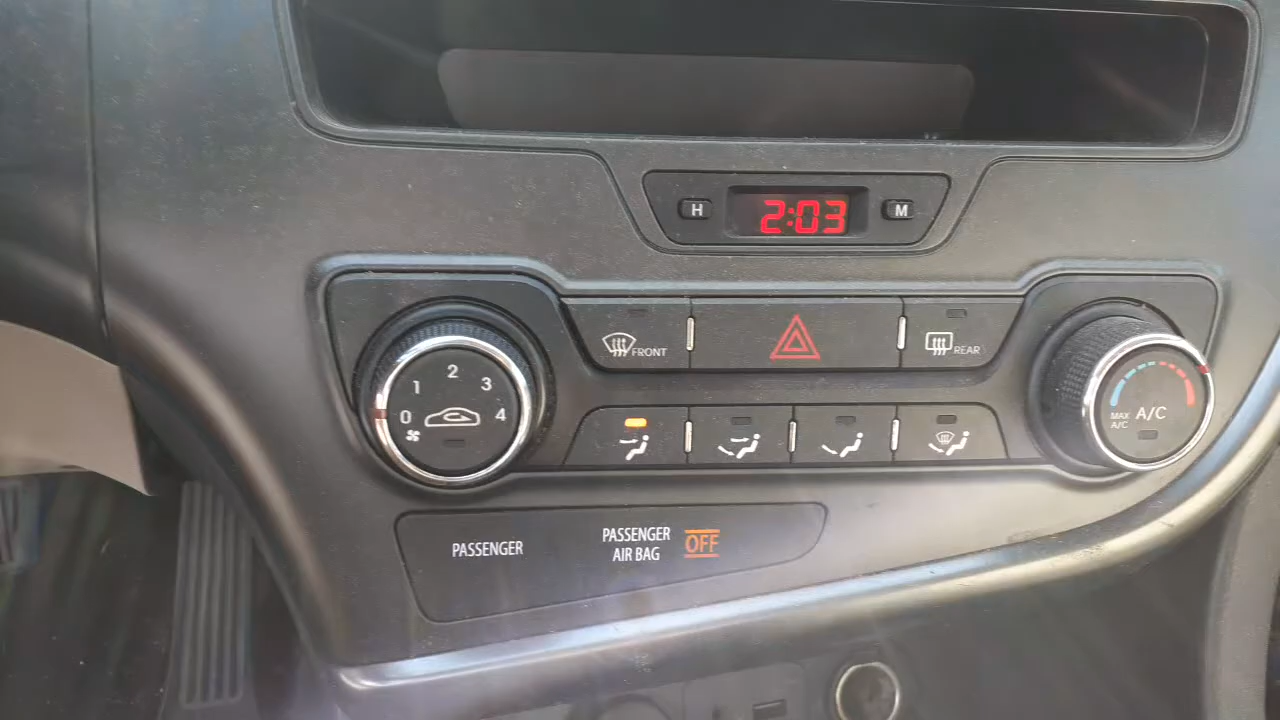 H 2:03 M
FRONT
REAR
0 1 2 3 4
MAX A/C
A/C
PASSENGER
PASSENGER
AIR BAG
OFF